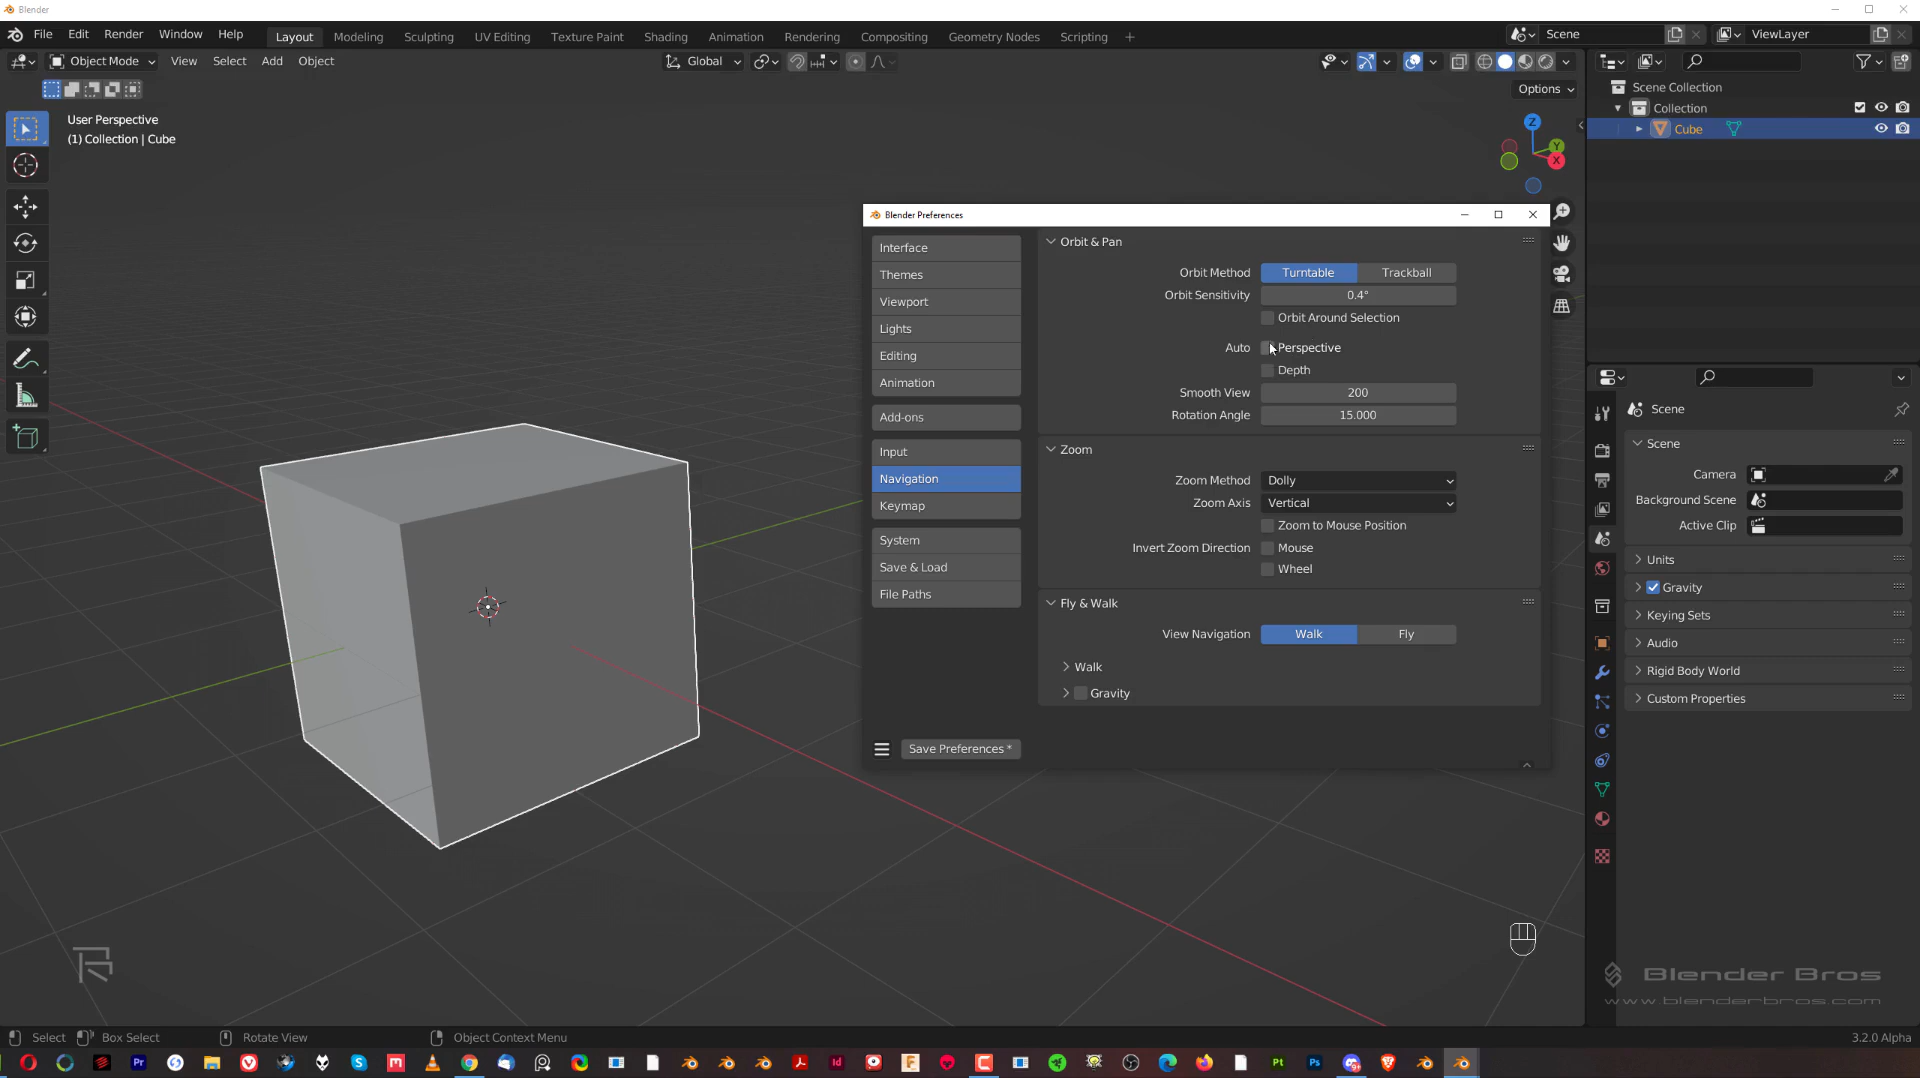 Blender
File Edit Render Window Help
Layout Modeling Sculpting UV Editing Texture Paint Shading Animation Rendering Compositing Geometry Nodes Scripting +
Scene
ViewLayer
Object Mode View Select Add Object
Global
Options
User Perspective
(1) Collection | Cube
Z
Y
X
Scene Collection
Collection
Cube
Blender Preferences
Interface
Themes
Viewport
Lights
Editing
Animation
Add-ons
Input
Navigation
Keymap
System
Save & Load
File Paths
Save Preferences *
Orbit & Pan
Orbit Method Turntable Trackball
Orbit Sensitivity 0.4°
Orbit Around Selection
Auto Perspective
Depth
Smooth View 200
Rotation Angle 15.000
Zoom
Zoom Method Dolly
Zoom Axis Vertical
Zoom to Mouse Position
Invert Zoom Direction Mouse
Wheel
Fly & Walk
View Navigation Walk Fly
Walk
Gravity
Scene
Scene
Camera
Background Scene
Active Clip
Units
Gravity
Keying Sets
Audio
Rigid Body World
Custom Properties
Blender Bros
www.blenderbros.com
Select Box Select Rotate View Object Context Menu
3.2.0 Alpha
Pr
Id
Pt
Ps